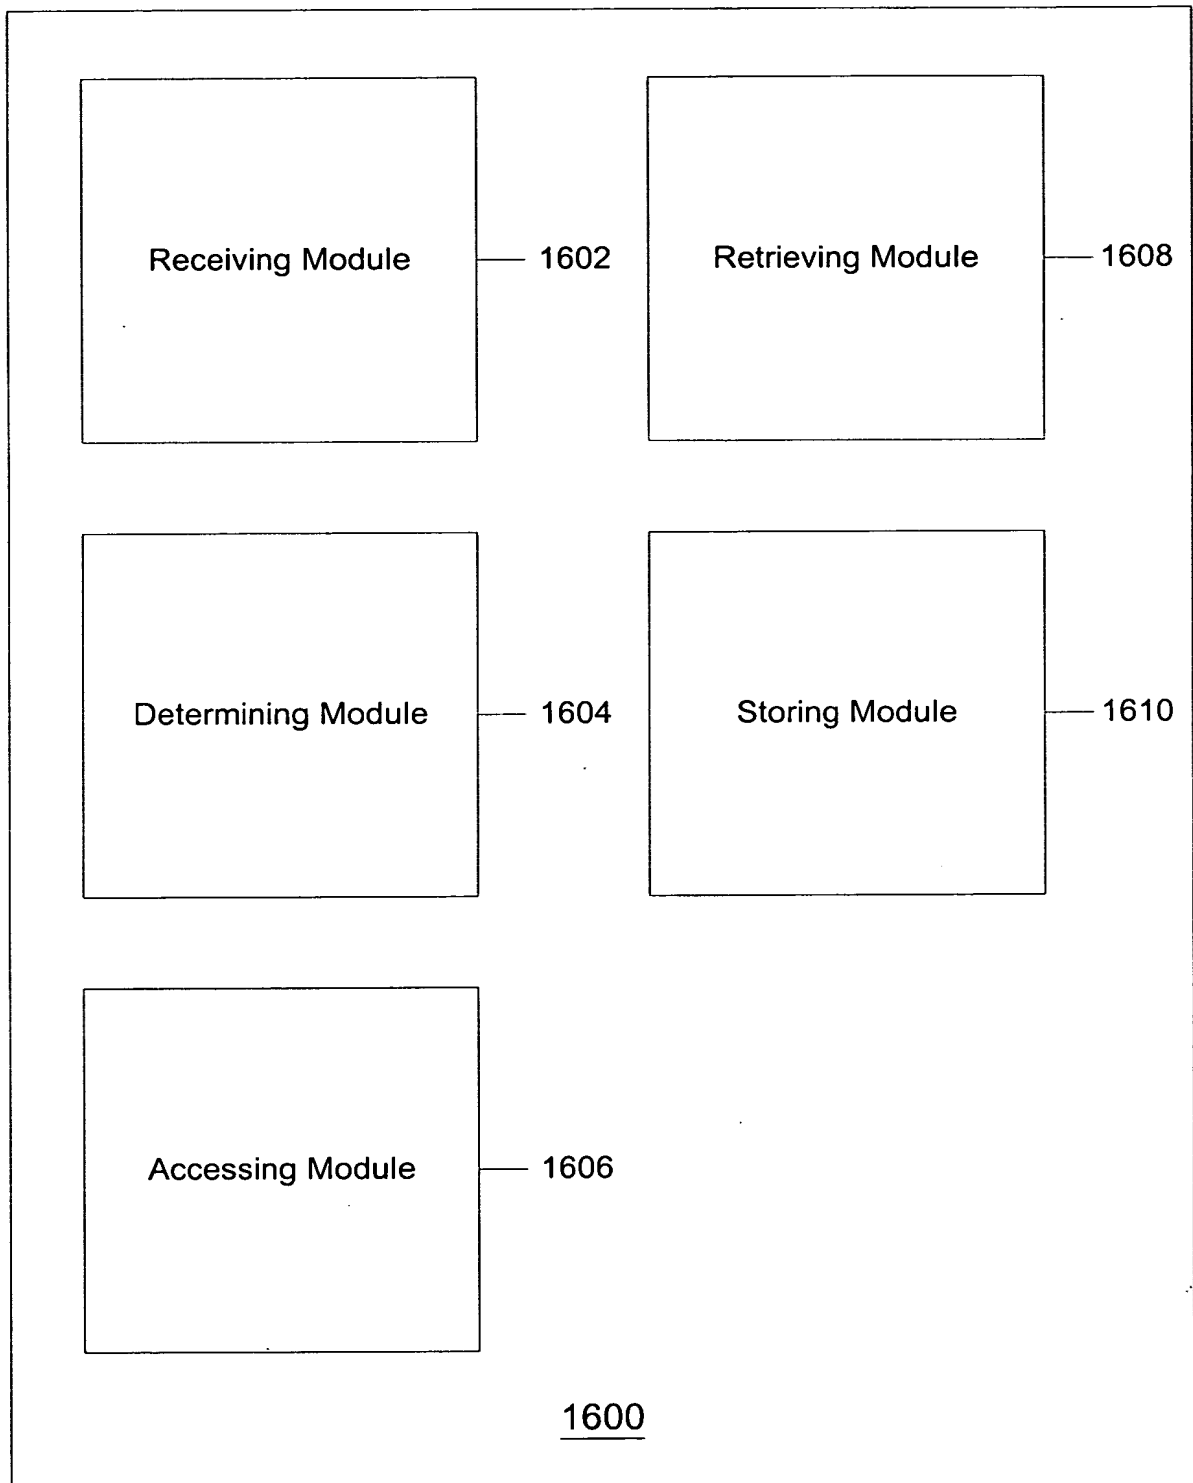 Receiving Module
1602
Retrieving Module
1608
Determining Module
1604
Storing Module
1610
Accessing Module
1606
1600